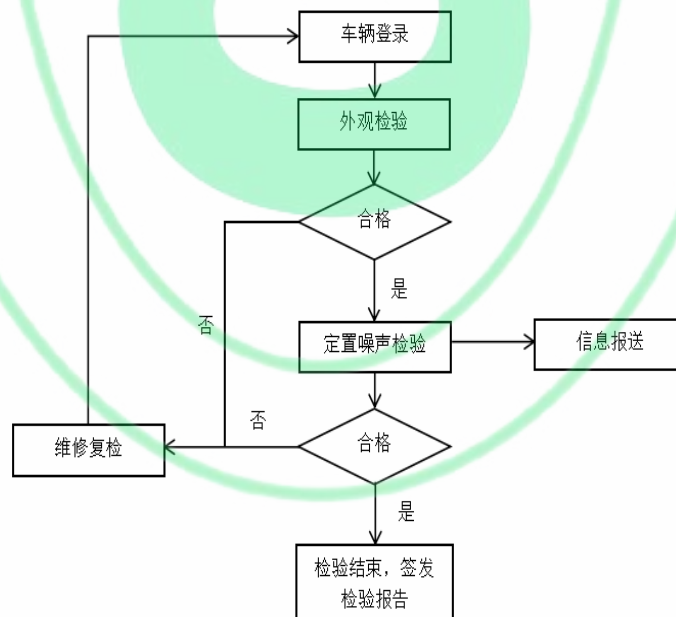 车辆登录
外观检验
合格
是
否
定置噪声检验
信息报送
否
维修复检
合格
是
检验结束，签发
检验报告